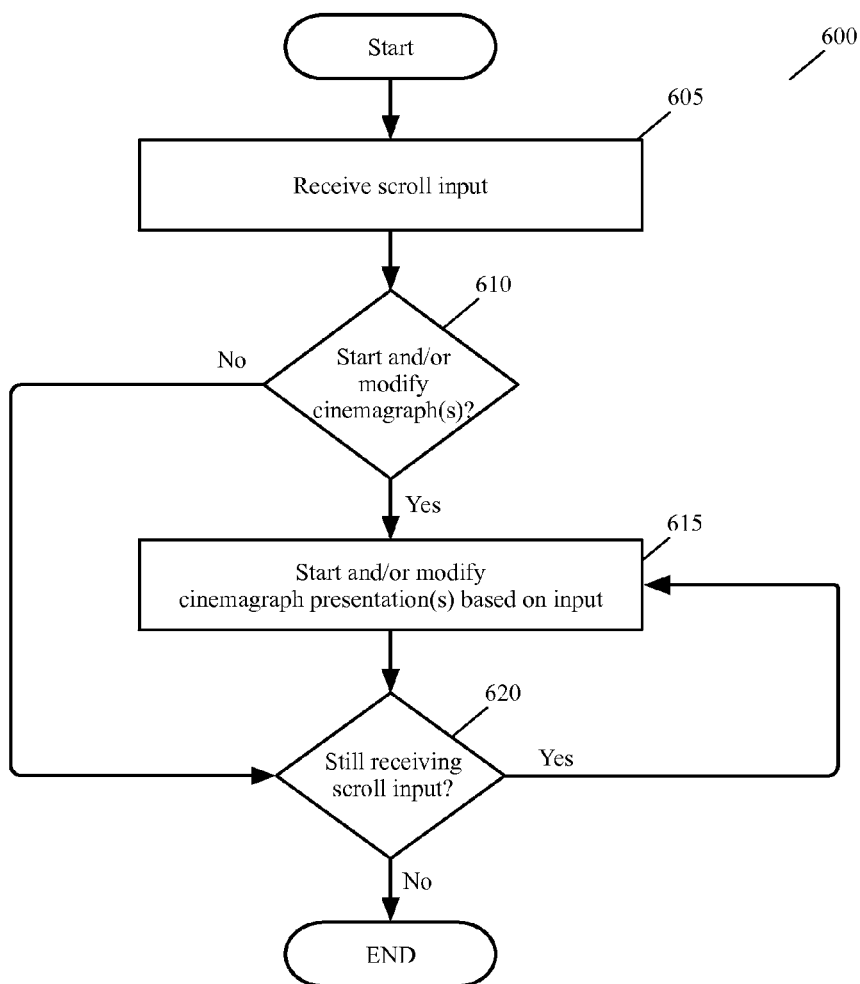 Start
600
605
Receive scroll input
610
No
Start and/or
modify
cinemagraph(s)?
Yes
615
Start and/or modify
cinemagraph presentation(s) based on input
620
Still receiving
scroll input?
Yes
No
END